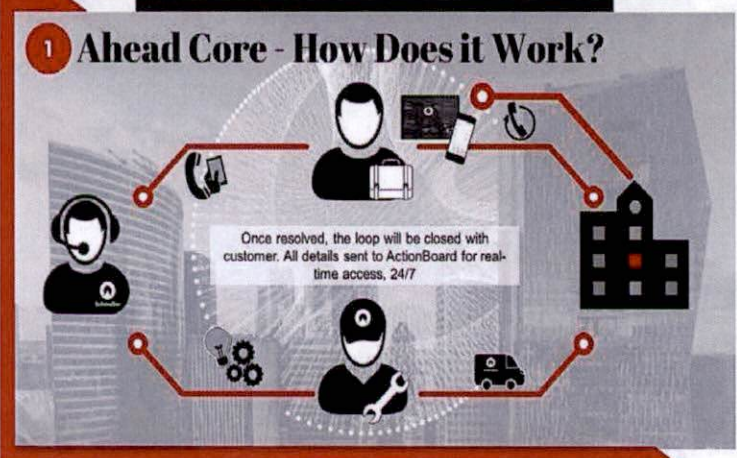 1 Ahead Core - How Does it Work?
Once resolved, the loop will be closed with
customer. All details sent to ActionBoard for real-
time access, 24/7
Schindler